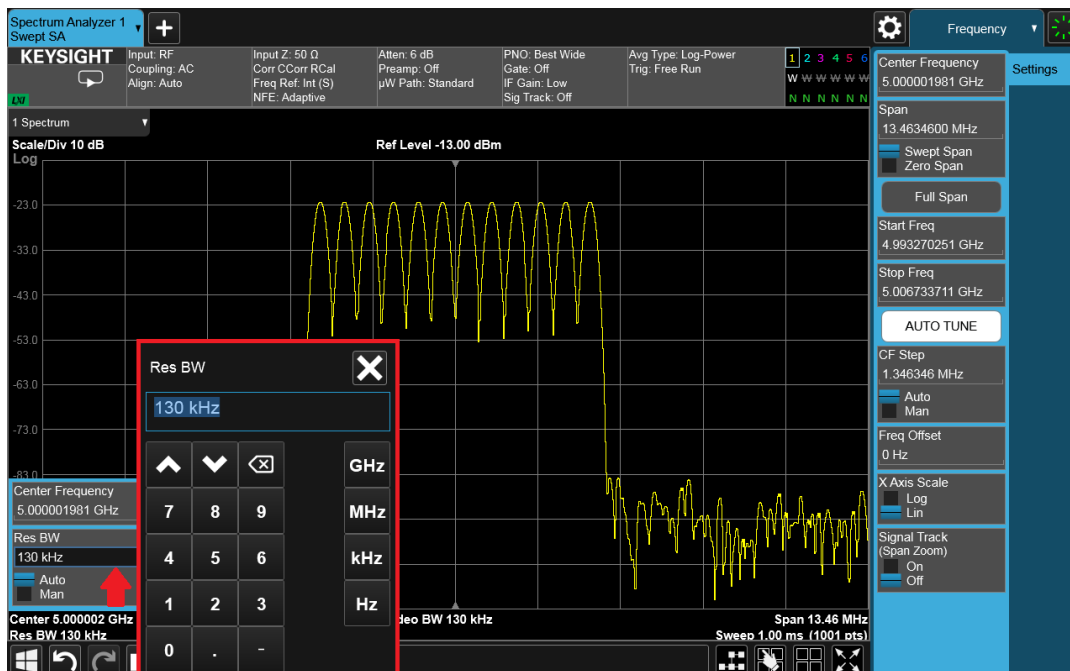 Spectrum Analyzer 1
Swept SA
Frequency
KEYSIGHT
LXI
Input: RF
Coupling: AC
Align: Auto
Input Z: 50 Ω
Corr CCorr RCal
Freq Ref: Int (S)
NFE: Adaptive
Atten: 6 dB
Preamp: Off
µW Path: Standard
PNO: Best Wide
Gate: Off
IF Gain: Low
Sig Track: Off
Avg Type: Log-Power
Trig: Free Run
1 2 3 4 5 6
W W W W W W
N N N N N N
1 Spectrum
Scale/Div 10 dB
Ref Level -13.00 dBm
Log
-23.0
-33.0
-43.0
-53.0
-63.0
-73.0
-83.0
Center Frequency
5.000001981 GHz
Res BW
130 kHz
Auto
Man
Center 5.000002 GHz
Res BW 130 kHz
Res BW
130 kHz
GHz
7 8 9 MHz
4 5 6 kHz
1 2 3 Hz
0 . -
deo BW 130 kHz
Span 13.46 MHz
Sweep 1.00 ms (1001 pts)
Center Frequency
5.000001981 GHz
Settings
Span
13.4634600 MHz
Swept Span
Zero Span
Full Span
Start Freq
4.993270251 GHz
Stop Freq
5.006733711 GHz
AUTO TUNE
CF Step
1.346346 MHz
Auto
Man
Freq Offset
0 Hz
X Axis Scale
Log
Lin
Signal Track
(Span Zoom)
On
Off